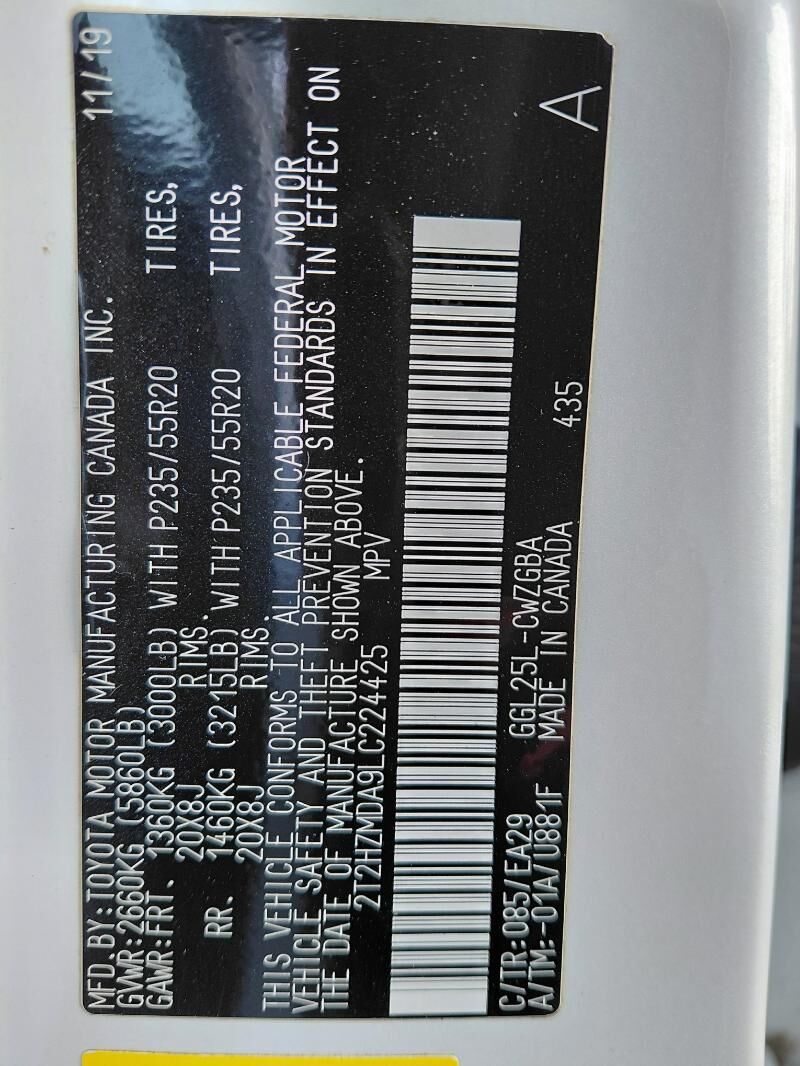 MFD.BY:TOYOTA MOTOR MANUFACTURING CANADA INC. 11/19
GVWR:2660KG (5860LB)
GAWR:FRT. 1360KG (3000LB) WITH P235/55R20 TIRES,
20X8J RIMS.
RR. 1460KG (3215LB) WITH P235/55R20 TIRES,
20X8J RIMS.
THIS VEHICLE CONFORMS TO ALL APPLICABLE FEDERAL MOTOR
VEHICLE SAFETY AND THEFT PREVENTION STANDARDS IN EFFECT ON
THE DATE OF MANUFACTURE SHOWN ABOVE.
2T2HZMDA9LC224425 MPV
A
C/TR:085/EA29 GGL25L-CWZGBA
A/TM:-01A/U881F MADE IN CANADA 435